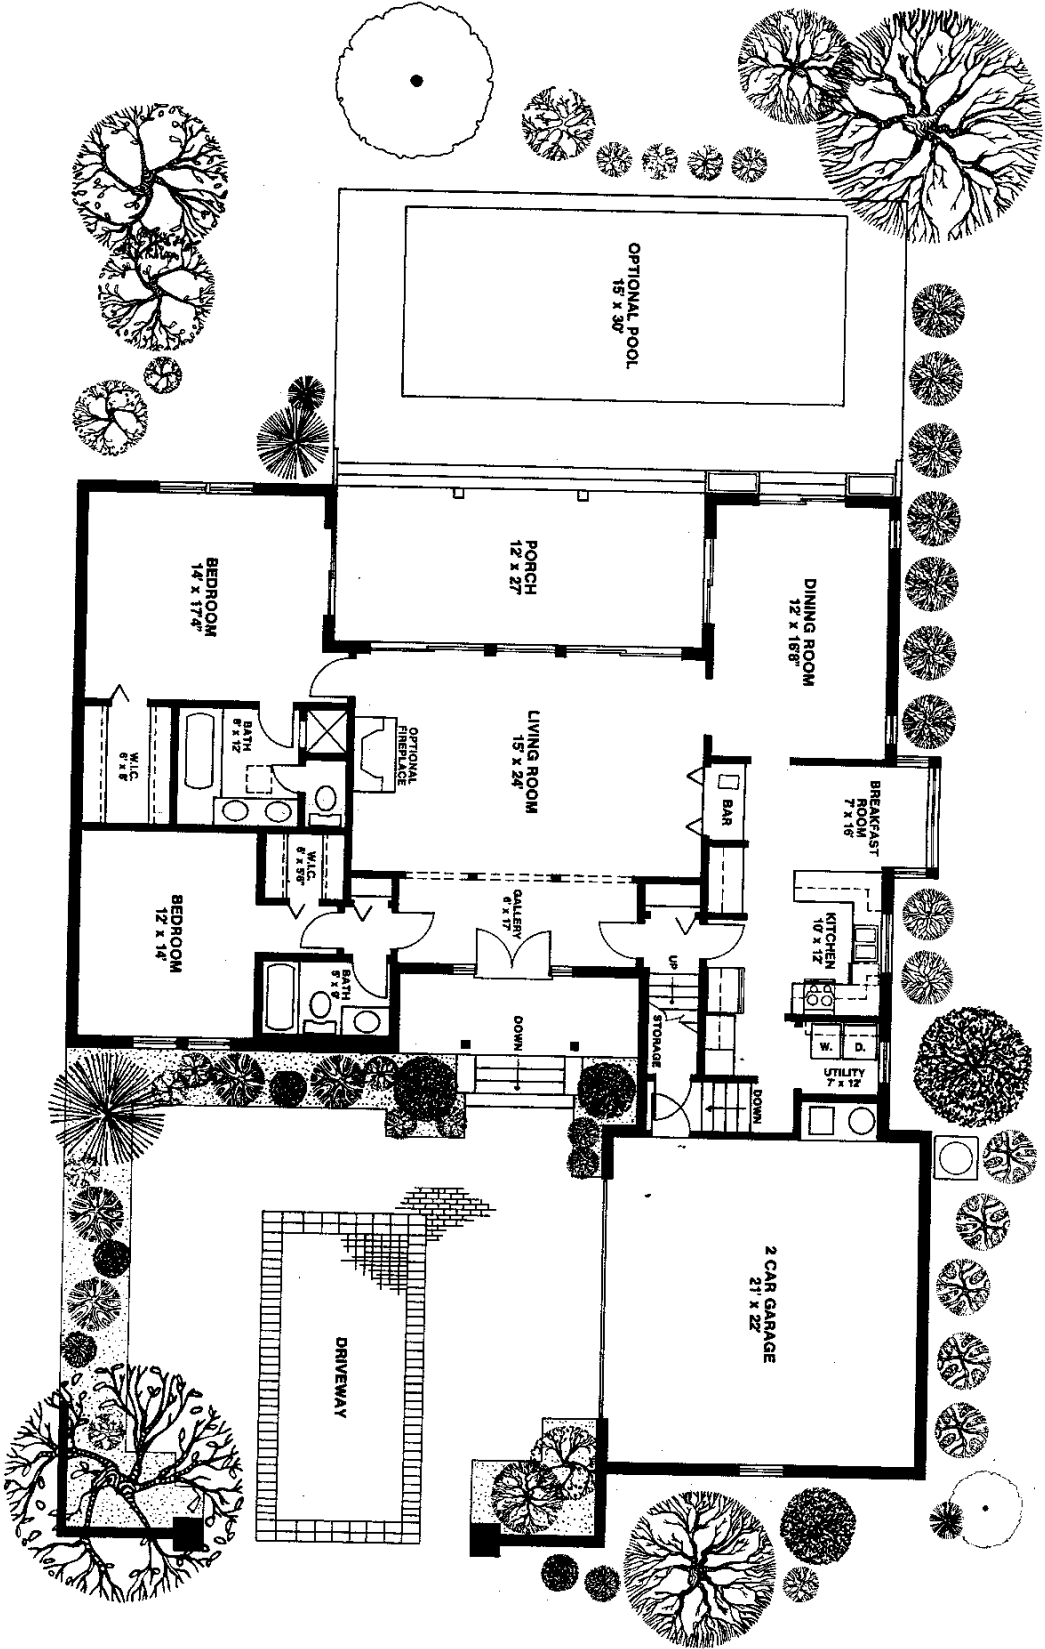 OPTIONAL POOL
15' X 30'
PORCH
12' X 27'
DINING ROOM
12' X 16'8"
BEDROOM
14' X 17'4"
LIVING ROOM
15' X 24'
OPTIONAL
FIREPLACE
BATH
8' X 12'
W.I.C.
6' X 8'
BAR
BREAKFAST
ROOM
7' X 16'
W.I.C.
6' X 5'6"
GALLERY
6' X 17'
KITCHEN
10' X 12'
BEDROOM
12' X 14'
BATH
5' X 9'
UP
DOWN
STORAGE
W.
D.
UTILITY
7' X 12'
DOWN
2 CAR GARAGE
21' X 22'
DRIVEWAY